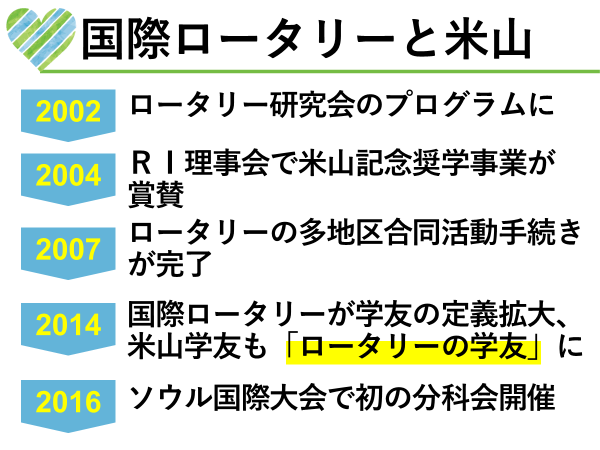 国際ロータリーと米山
2002
ロータリー研究会のプログラムに
2004
ＲＩ理事会で米山記念奨学事業が
賞賛
2007
ロータリーの多地区合同活動手続き
が完了
2014
国際ロータリーが学友の定義拡大、
米山学友も「ロータリーの学友」に
2016
ソウル国際大会で初の分科会開催